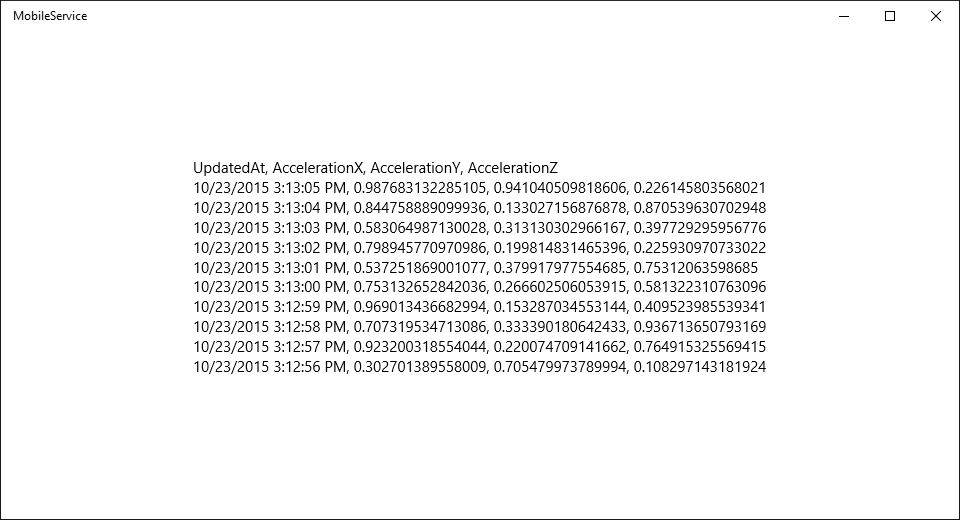 MobileService
UpdatedAt, AccelerationX, AccelerationY, AccelerationZ
10/23/2015 3:13:05 PM, 0.987683132285105, 0.941040509818606, 0.226145803568021
10/23/2015 3:13:04 PM, 0.844758889099936, 0.133027156876878, 0.870539630702948
10/23/2015 3:13:03 PM, 0.583064987130028, 0.313130302966167, 0.397729295956776
10/23/2015 3:13:02 PM, 0.798945770970986, 0.199814831465396, 0.225930970733022
10/23/2015 3:13:01 PM, 0.537251869001077, 0.379917977554685, 0.75312063598685
10/23/2015 3:13:00 PM, 0.753132652842036, 0.266602506053915, 0.581322310763096
10/23/2015 3:12:59 PM, 0.969013436682994, 0.153287034553144, 0.409523985539341
10/23/2015 3:12:58 PM, 0.707319534713086, 0.333390180642433, 0.936713650793169
10/23/2015 3:12:57 PM, 0.923200318554044, 0.220074709141662, 0.764915325569415
10/23/2015 3:12:56 PM, 0.302701389558009, 0.705479973789994, 0.108297143181924